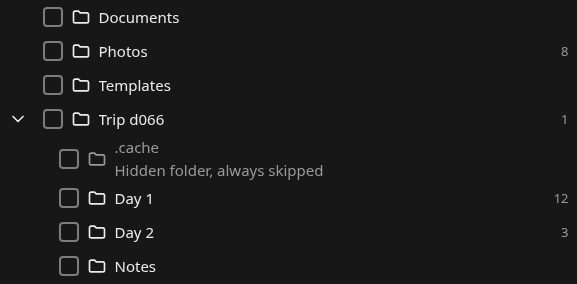 Documents
Photos 8
Templates
Trip d066 1
.cache
Hidden folder, always skipped
Day 1 12
Day 2 3
Notes